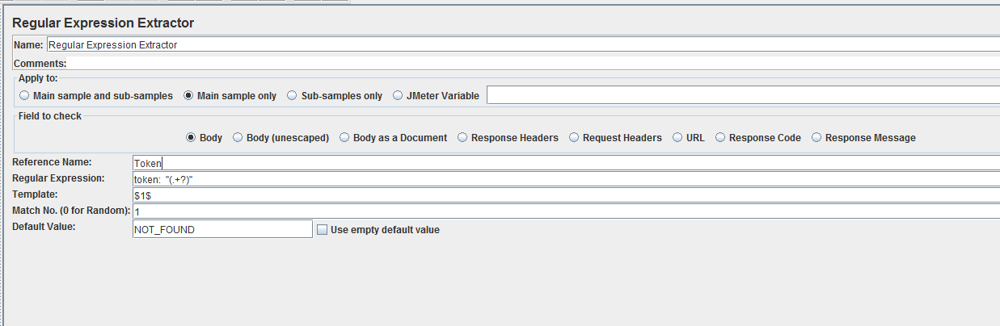 Regular Expression Extractor
Name: Regular Expression Extractor
Comments:
Apply to:
Main sample and sub-samples Main sample only Sub-samples only JMeter Variable
Field to check
Body Body (unescaped) Body as a Document Response Headers Request Headers URL Response Code Response Message
Reference Name: Token
Regular Expression: token: "(.+?)"
Template: $1$
Match No. (0 for Random): 1
Default Value: NOT_FOUND Use empty default value